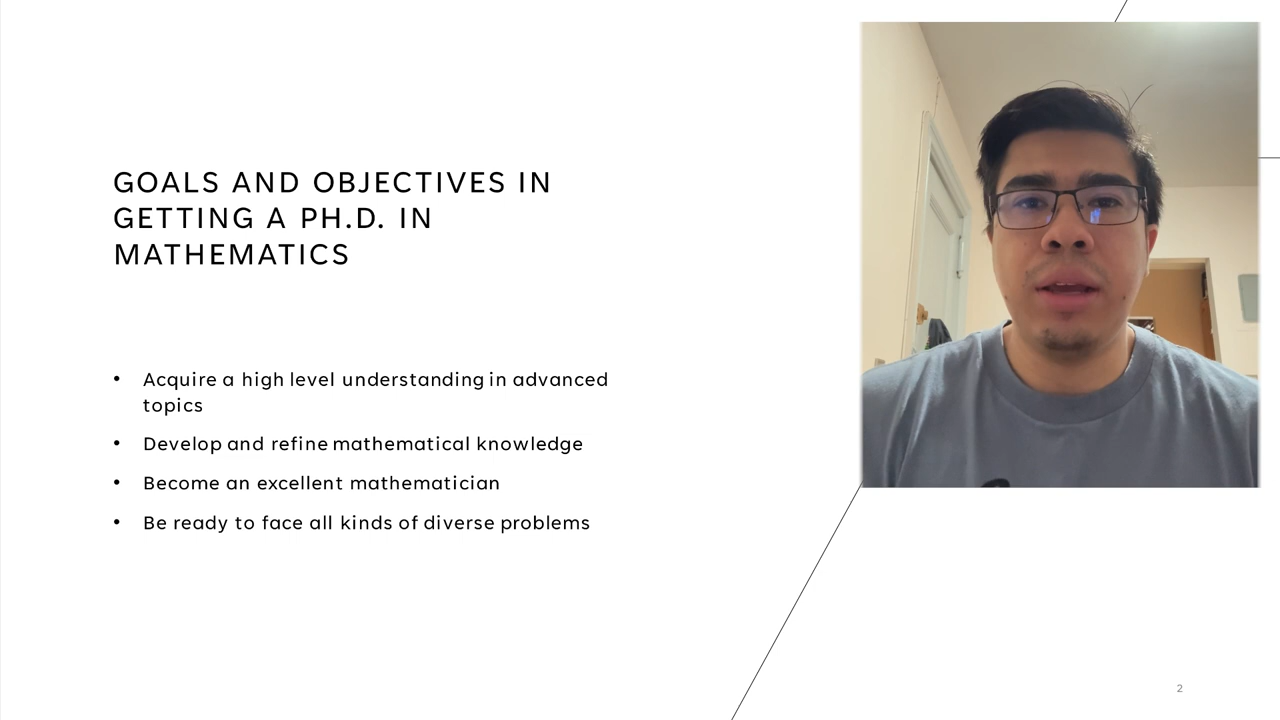 GOALS AND OBJECTIVES IN
GETTING A PH.D. IN
MATHEMATICS
• Acquire a high level understanding in advanced
topics
• Develop and refine mathematical knowledge
• Become an excellent mathematician
• Be ready to face all kinds of diverse problems
2